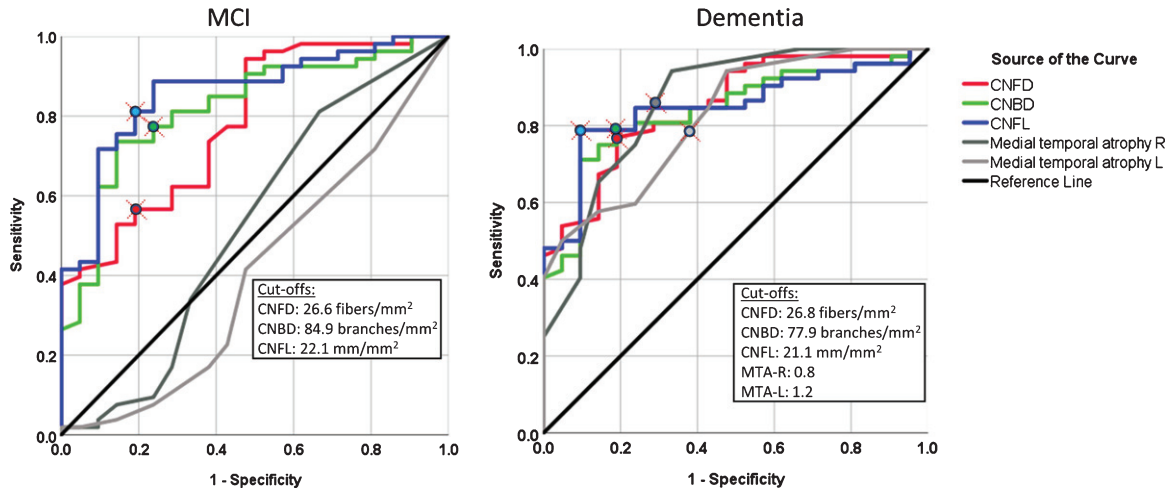 MCI
1.0
0.8
0.6
0.4
0.2
0.0
Sensitivity
0.0
0.2
0.4
0.6
0.8
1.0
1 - Specificity
Cut-offs:
CNFD: 26.6 fibers/mm²
CNBD: 84.9 branches/mm²
CNFL: 22.1 mm/mm²
Dementia
1.0
0.8
0.6
0.4
0.2
0.0
Sensitivity
0.0
0.2
0.4
0.6
0.8
1.0
1 - Specificity
Cut-offs:
CNFD: 26.8 fibers/mm²
CNBD: 77.9 branches/mm²
CNFL: 21.1 mm/mm²
MTA-R: 0.8
MTA-L: 1.2
Source of the Curve
CNFD
CNBD
CNFL
Medial temporal atrophy R
Medial temporal atrophy L
Reference Line